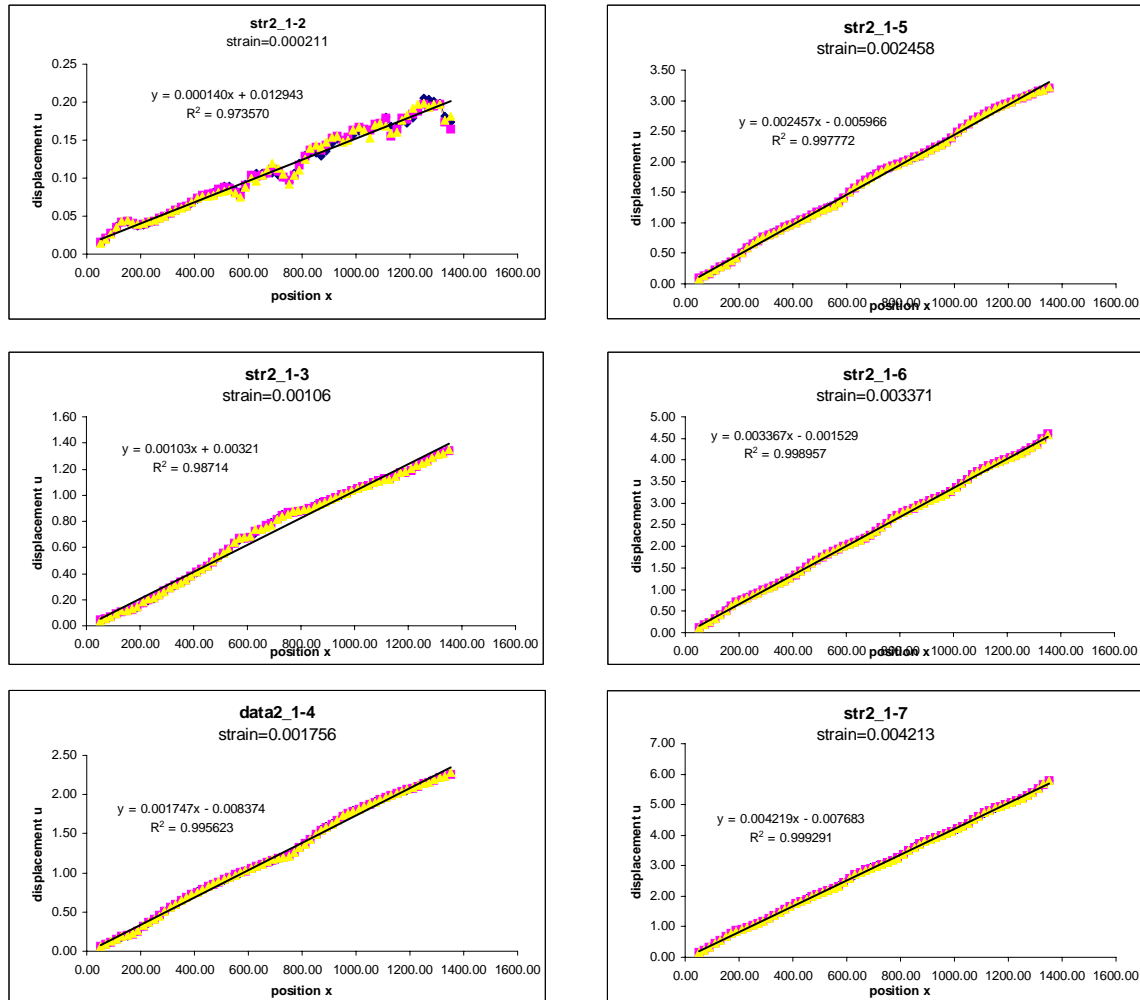 str2_1-2
strain=0.000211
y = 0.000140x + 0.012943
R² = 0.973570
0.25
0.20
0.15
0.10
0.05
0.00
displacement u
0.00 200.00 400.00 600.00 800.00 1000.00 1200.00 1400.00 1600.00
position x
str2_1-5
strain=0.002458
y = 0.002457x - 0.005966
R² = 0.997772
3.50
3.00
2.50
2.00
1.50
1.00
0.50
0.00
displacement u
0.00 200.00 400.00 600.00 800.00 1000.00 1200.00 1400.00 1600.00
position x
str2_1-3
strain=0.00106
y = 0.00103x + 0.00321
R² = 0.98714
1.60
1.40
1.20
1.00
0.80
0.60
0.40
0.20
0.00
displacement u
0.00 200.00 400.00 600.00 800.00 1000.00 1200.00 1400.00 1600.00
position x
str2_1-6
strain=0.003371
y = 0.003367x - 0.001529
R² = 0.998957
5.00
4.50
4.00
3.50
3.00
2.50
2.00
1.50
1.00
0.50
0.00
displacement u
0.00 200.00 400.00 600.00 800.00 1000.00 1200.00 1400.00 1600.00
position x
data2_1-4
strain=0.001756
y = 0.001747x - 0.008374
R² = 0.995623
2.50
2.00
1.50
1.00
0.50
0.00
displacement u
0.00 200.00 400.00 600.00 800.00 1000.00 1200.00 1400.00 1600.00
position x
str2_1-7
strain=0.004213
y = 0.004219x - 0.007683
R² = 0.999291
7.00
6.00
5.00
4.00
3.00
2.00
1.00
0.00
displacement u
0.00 200.00 400.00 600.00 800.00 1000.00 1200.00 1400.00 1600.00
position x